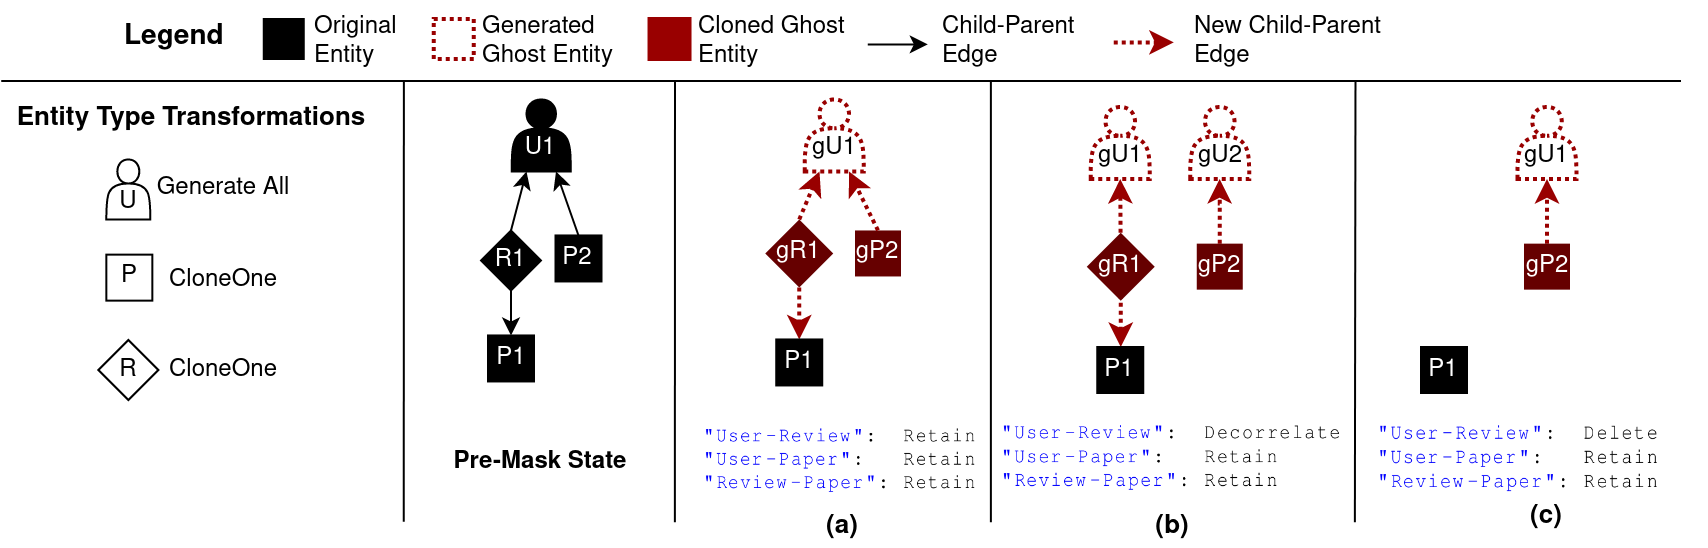 Legend
Original
Entity
Generated
Ghost Entity
Cloned Ghost
Entity
Child-Parent
Edge
New Child-Parent
Edge
Entity Type Transformations
U
Generate All
P
CloneOne
R
CloneOne
U1
R1
P2
P1
Pre-Mask State
gU1
gR1
gP2
P1
"User-Review": Retain
"User-Paper": Retain
"Review-Paper": Retain
(a)
gU1
gU2
gR1
gP2
P1
"User-Review": Decorrelate
"User-Paper": Retain
"Review-Paper": Retain
(b)
gU1
gP2
P1
"User-Review": Delete
"User-Paper": Retain
"Review-Paper": Retain
(c)